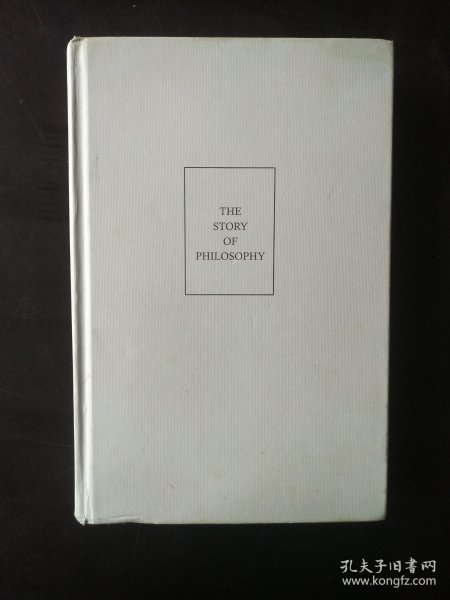 THE
STORY
OF
PHILOSOPHY
孔夫子旧书网
www.kongfz.com